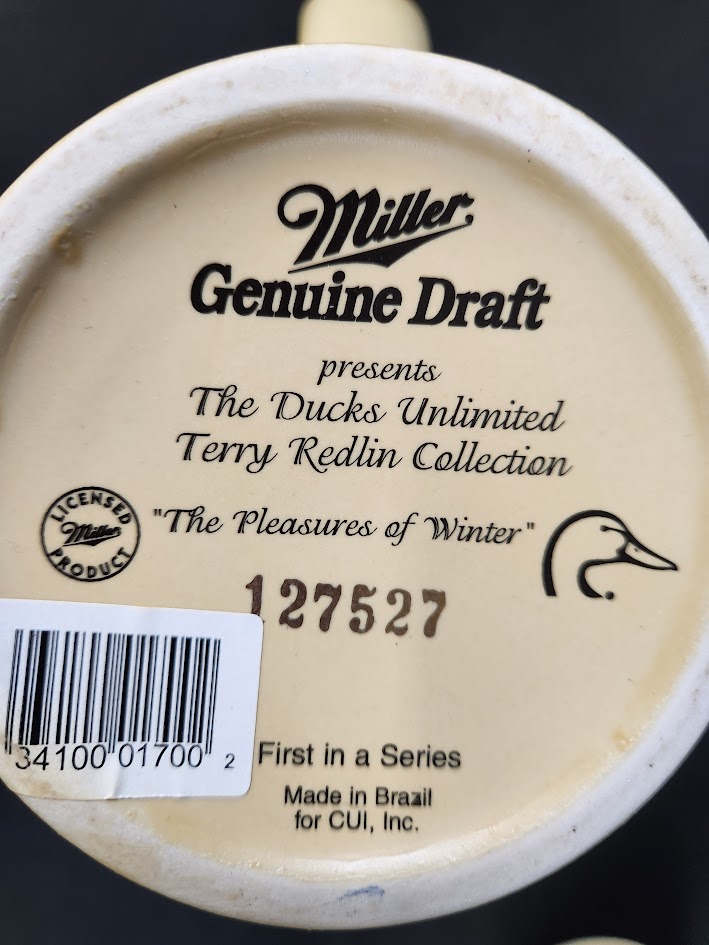 Miller
Genuine Draft
presents
The Ducks Unlimited
Terry Redlin Collection
LICENSED
Miller
PRODUCT
"The Pleasures of Winter"
127527
34100 01700 2
First in a Series
Made in Brazil
for CUI, Inc.